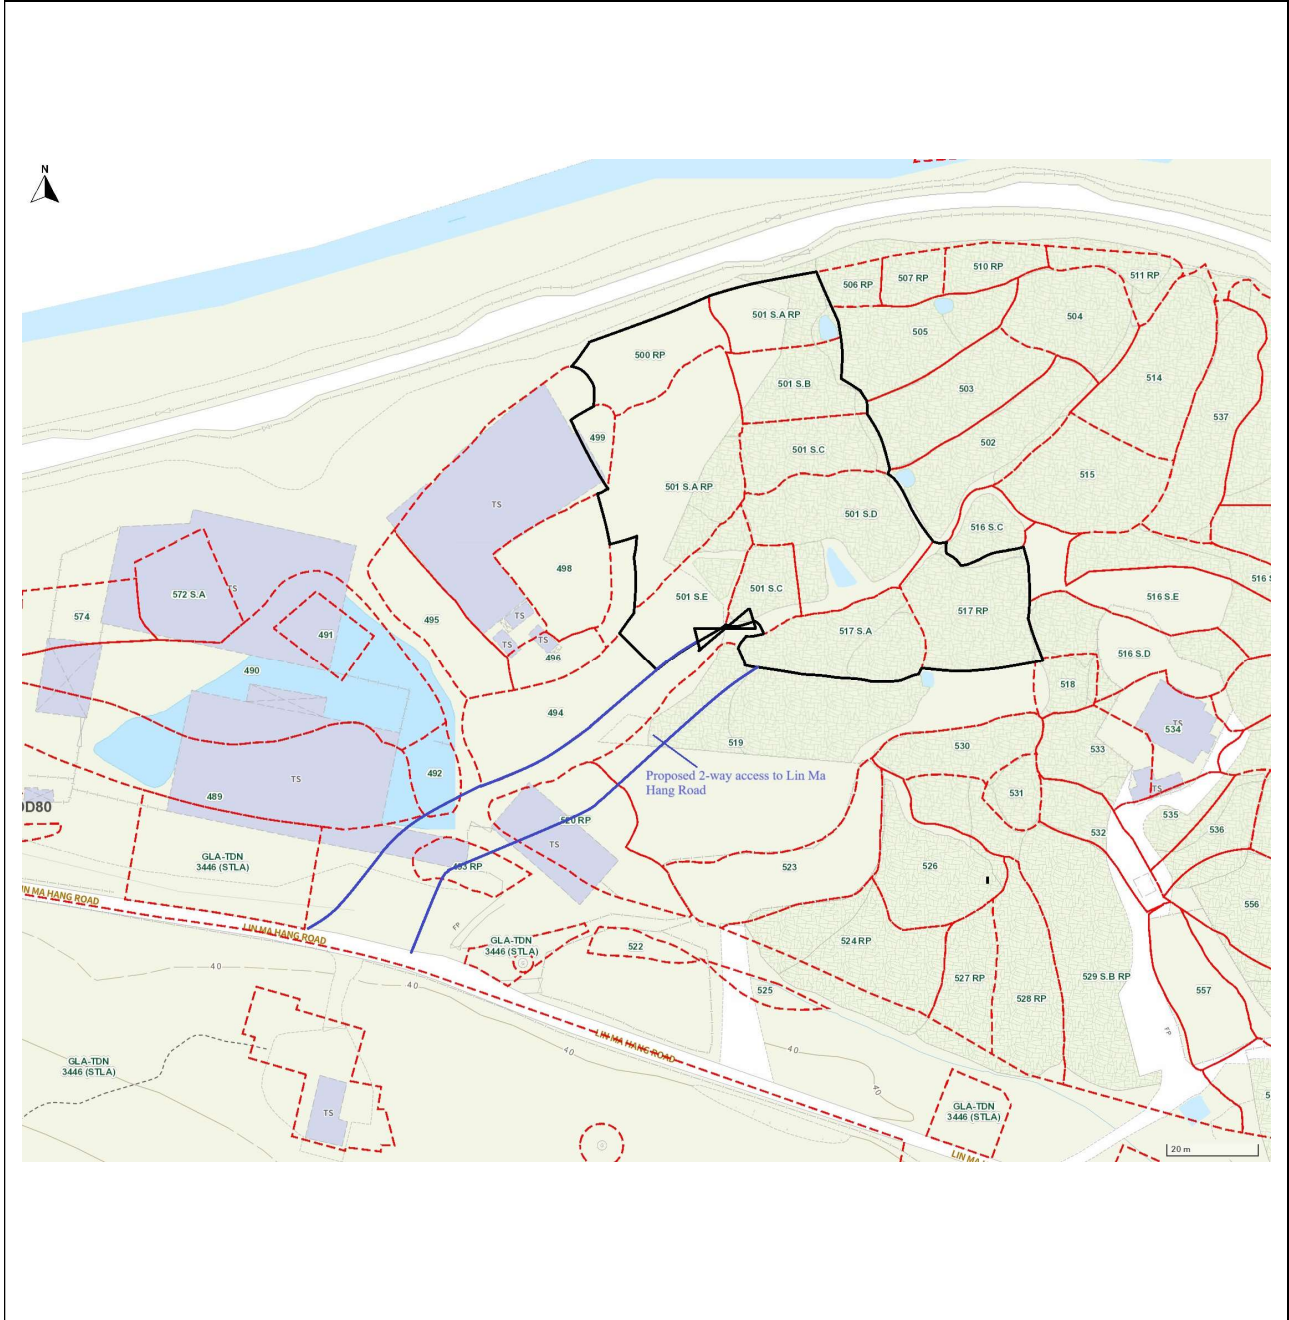 N
506 RP
507 RP
510 RP
511 RP
501 S.A RP
505
504
500 RP
501 S.B
503
514
537
499
502
501 S.C
515
501 S.A RP
TS
501 S.D
516 S.C
498
572 S.A
TS
501 S.E
501 S.C
516 S.E
574
491
495
TS
TS
TS
517 RP
517 S.A
496
516 S.D
490
518
494
519
534
TS
530
533
492
Proposed 2-way access to Lin Ma
Hang Road
TS
489
531
TS
DD80
520 RP
535
536
532
TS
GLA-TDN
3446 (STLA)
493 RP
523
526
LIN MA HANG ROAD
556
FP
LIN MA HANG ROAD
GLA-TDN
3446 (STLA)
522
524 RP
40
40
525
527 RP
528 RP
529 S.B RP
557
LIN MA HANG ROAD
40
40
FP
GLA-TDN
3446 (STLA)
40
TS
GLA-TDN
3446 (STLA)
20 m